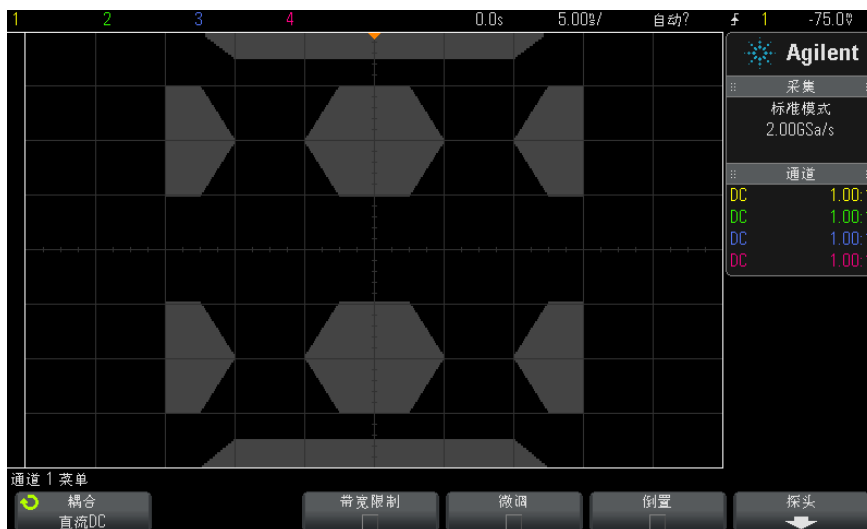 1 2 3 4 0.0s 5.00ns/ 自动? 1 -75.0V
Agilent
采集
标准模式
2.00GSa/s
通道
DC 1.00:
DC 1.00:
DC 1.00:
DC 1.00:
通道 1 菜单
耦合 带宽限制 微调 倒置 探头
直流DC